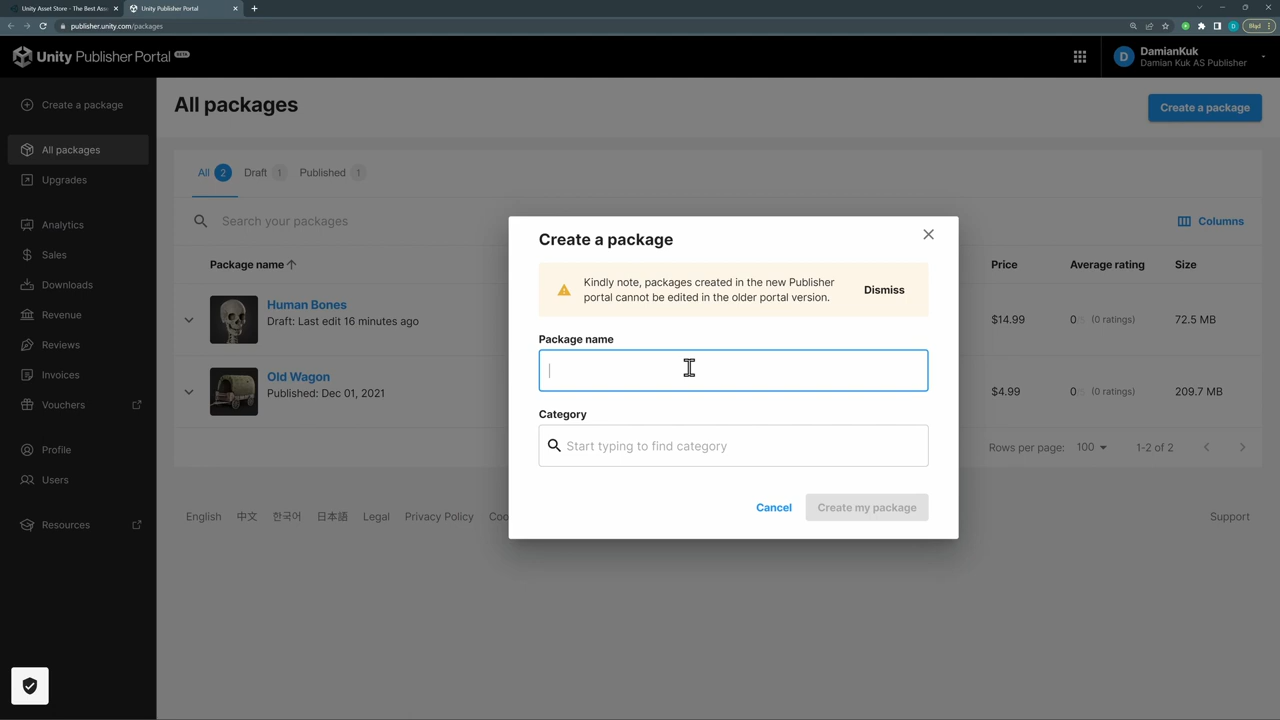 Unity Asset Store - The Best Ass
Unity Publisher Portal
publisher.unity.com/packages
Błąd
Unity Publisher Portal BETA
D
DamianKuk
Damian Kuk AS Publisher
Create a package
All packages
Upgrades
Analytics
Sales
Downloads
Revenue
Reviews
Invoices
Vouchers
Profile
Users
Resources
All packages
Create a package
All 2
Draft 1
Published 1
Search your packages
Columns
Package name
Price
Average rating
Size
Human Bones
Draft: Last edit 16 minutes ago
$14.99
0/5 (0 ratings)
72.5 MB
Old Wagon
Published: Dec 01, 2021
$4.99
0/5 (0 ratings)
209.7 MB
Rows per page: 100
1-2 of 2
English
中文
한국어
日本語
Legal
Privacy Policy
Coo
Support
Create a package
Kindly note, packages created in the new Publisher
portal cannot be edited in the older portal version.
Dismiss
Package name
Category
Start typing to find category
Cancel
Create my package